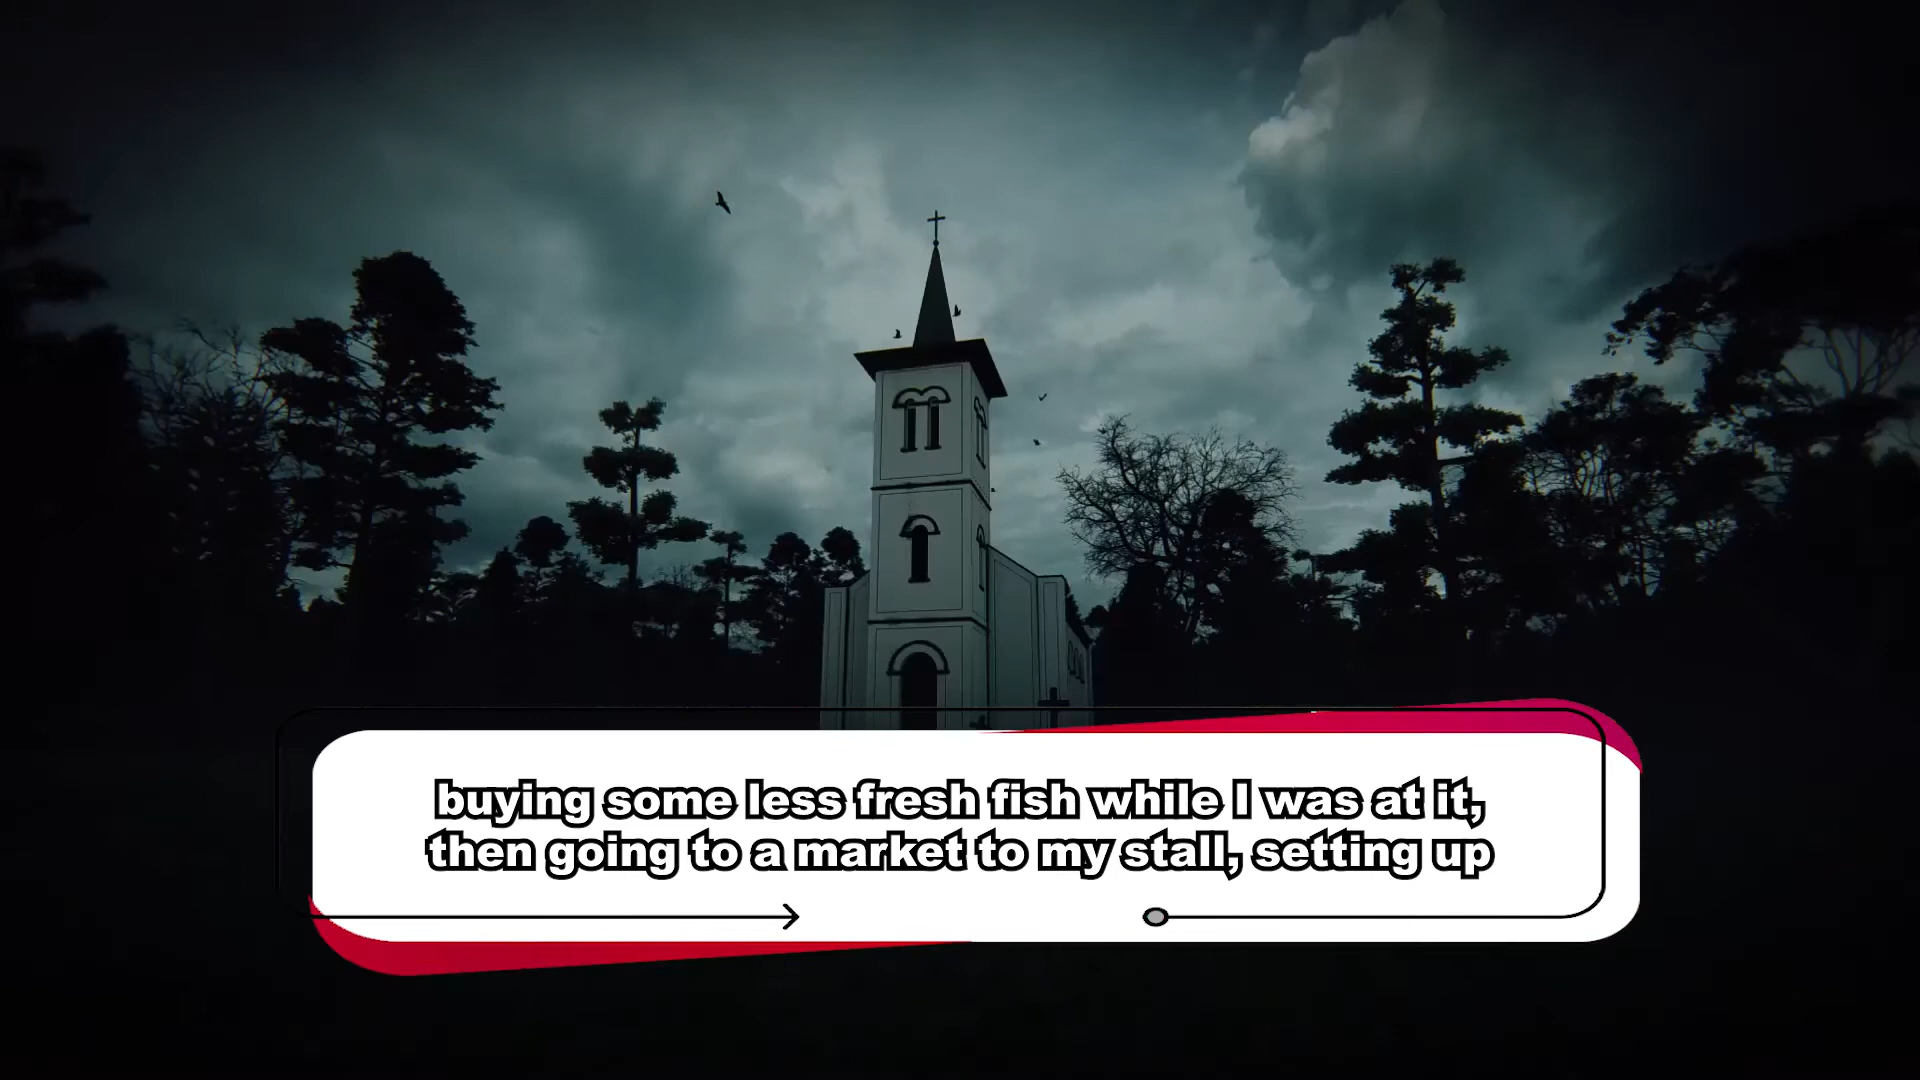 buying some less fresh fish while I was at it,
then going to a market to my stall, setting up